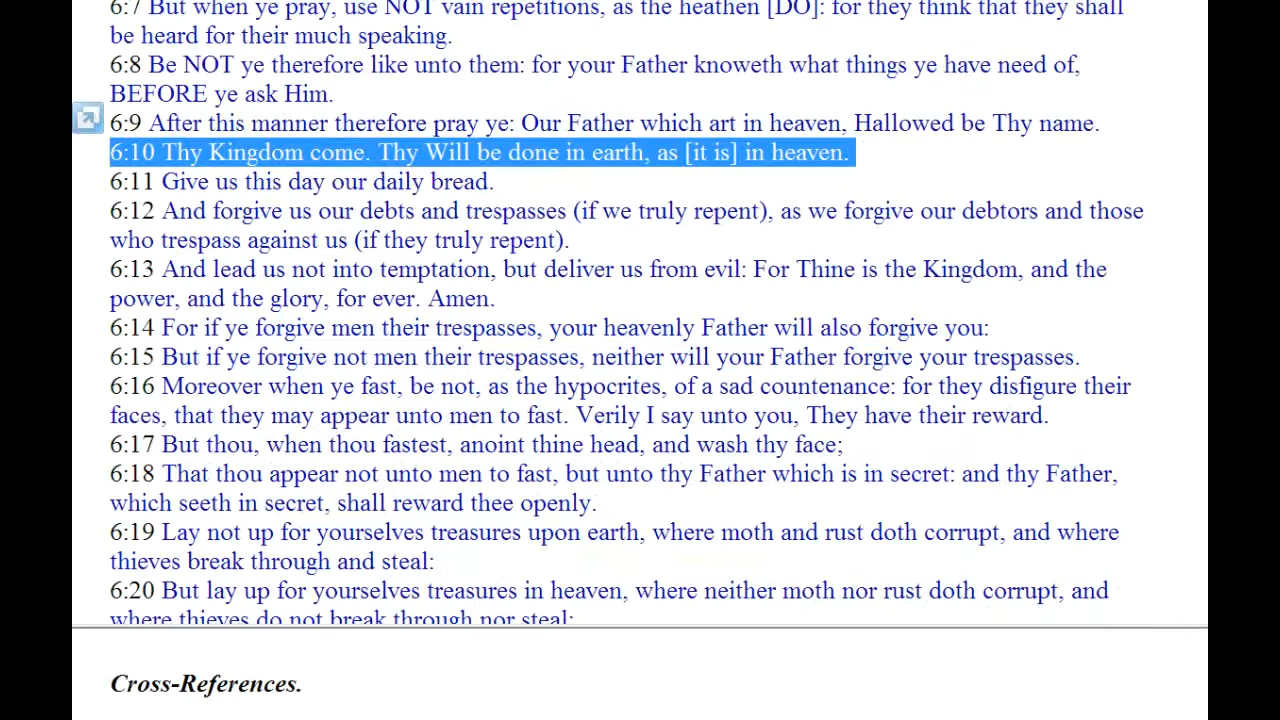 6:7 But when ye pray, use NOT vain repetitions, as the heathen [DO]: for they think that they shall
be heard for their much speaking.
6:8 Be NOT ye therefore like unto them: for your Father knoweth what things ye have need of,
BEFORE ye ask Him.
6:9 After this manner therefore pray ye: Our Father which art in heaven, Hallowed be Thy name.
6:10 Thy Kingdom come. Thy Will be done in earth, as [it is] in heaven.
6:11 Give us this day our daily bread.
6:12 And forgive us our debts and trespasses (if we truly repent), as we forgive our debtors and those
who trespass against us (if they truly repent).
6:13 And lead us not into temptation, but deliver us from evil: For Thine is the Kingdom, and the
power, and the glory, for ever. Amen.
6:14 For if ye forgive men their trespasses, your heavenly Father will also forgive you:
6:15 But if ye forgive not men their trespasses, neither will your Father forgive your trespasses.
6:16 Moreover when ye fast, be not, as the hypocrites, of a sad countenance: for they disfigure their
faces, that they may appear unto men to fast. Verily I say unto you, They have their reward.
6:17 But thou, when thou fastest, anoint thine head, and wash thy face;
6:18 That thou appear not unto men to fast, but unto thy Father which is in secret: and thy Father,
which seeth in secret, shall reward thee openly.
6:19 Lay not up for yourselves treasures upon earth, where moth and rust doth corrupt, and where
thieves break through and steal:
6:20 But lay up for yourselves treasures in heaven, where neither moth nor rust doth corrupt, and
where thieves do not break through nor steal:
Cross-References.